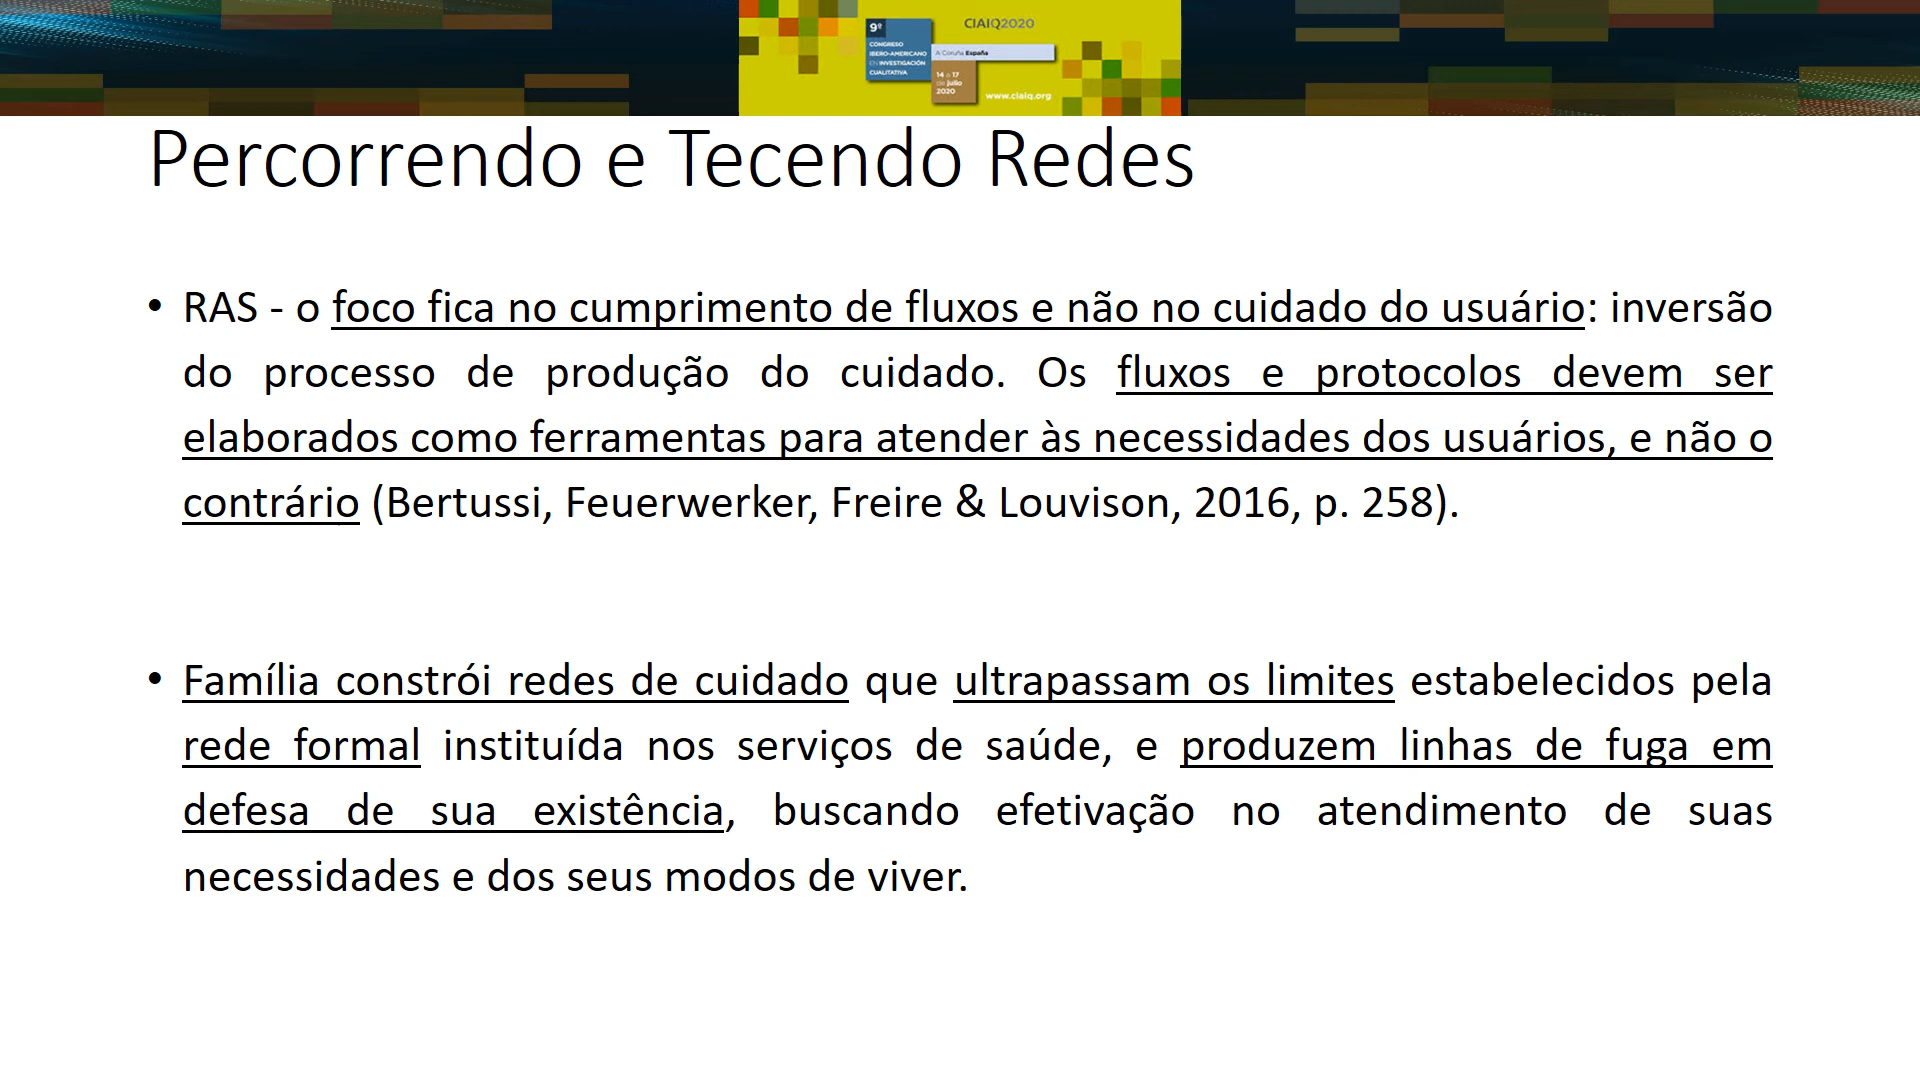 CIAIQ2020
9º
CONGRESO
IBERO-AMERICANO
EN INVESTIGACIÓN
CUALITATIVA
A Coruña España
14 a 17
de julio
2020
www.ciaiq.org
Percorrendo e Tecendo Redes
• RAS - o foco fica no cumprimento de fluxos e não no cuidado do usuário: inversão
do processo de produção do cuidado. Os fluxos e protocolos devem ser
elaborados como ferramentas para atender às necessidades dos usuários, e não o
contrário (Bertussi, Feuerwerker, Freire & Louvison, 2016, p. 258).
• Família constrói redes de cuidado que ultrapassam os limites estabelecidos pela
rede formal instituída nos serviços de saúde, e produzem linhas de fuga em
defesa de sua existência, buscando efetivação no atendimento de suas
necessidades e dos seus modos de viver.